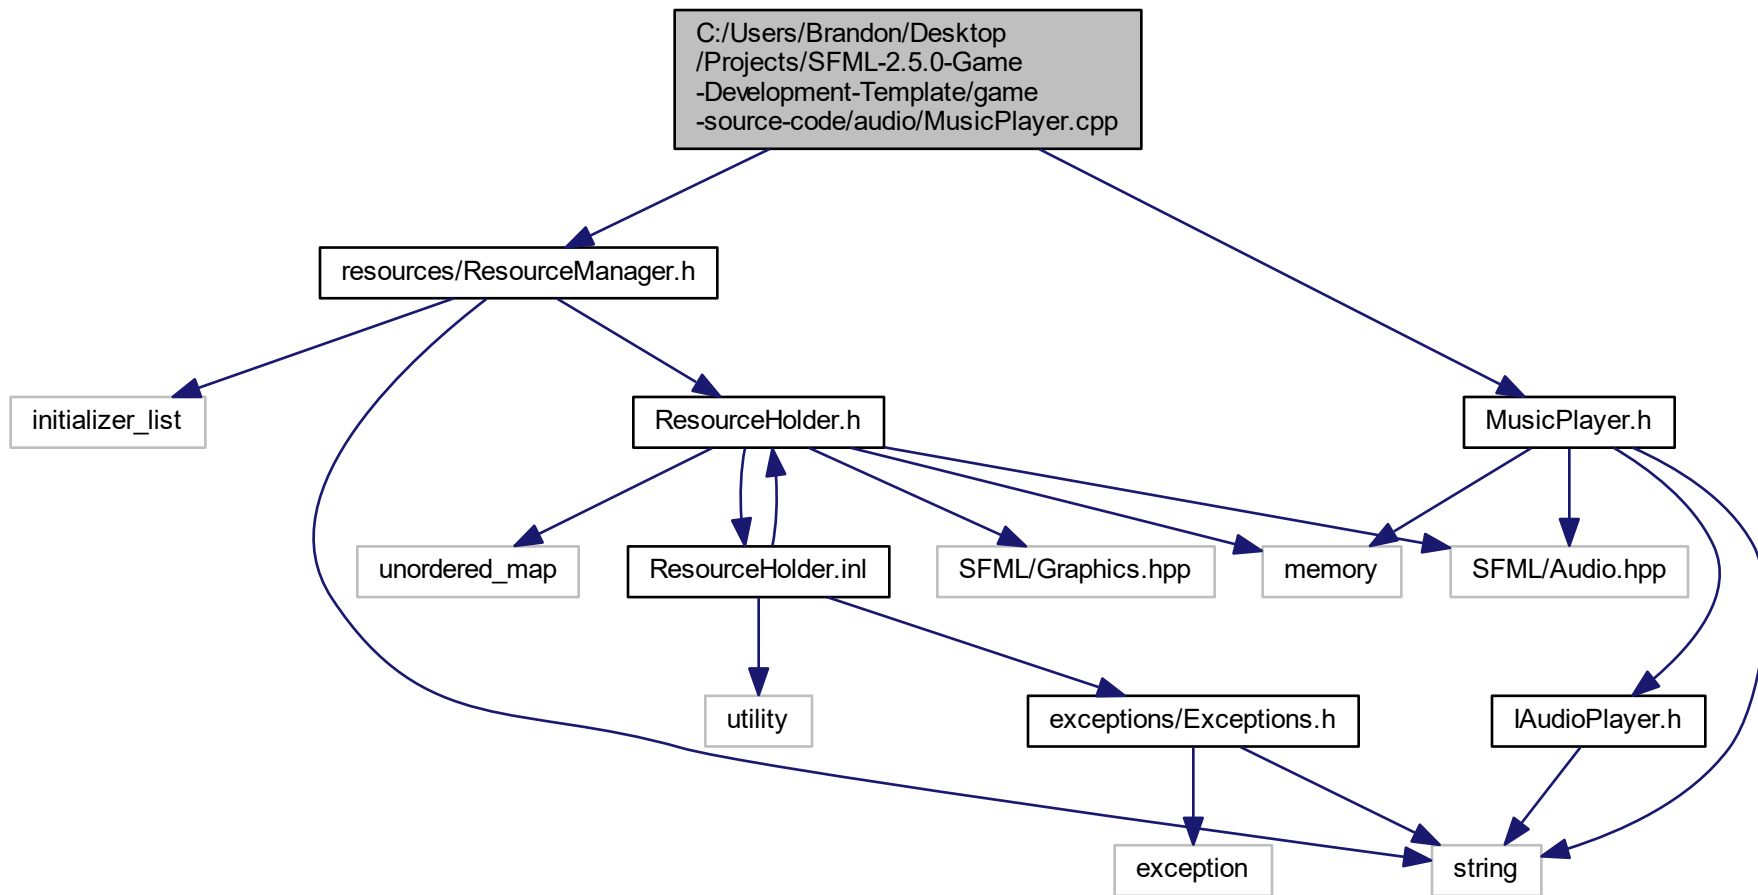 C:/Users/Brandon/Desktop
/Projects/SFML-2.5.0-Game
-Development-Template/game
-source-code/audio/MusicPlayer.cpp
resources/ResourceManager.h
initializer_list
ResourceHolder.h
MusicPlayer.h
unordered_map
ResourceHolder.inl
SFML/Graphics.hpp
memory
SFML/Audio.hpp
utility
exceptions/Exceptions.h
IAudioPlayer.h
exception
string